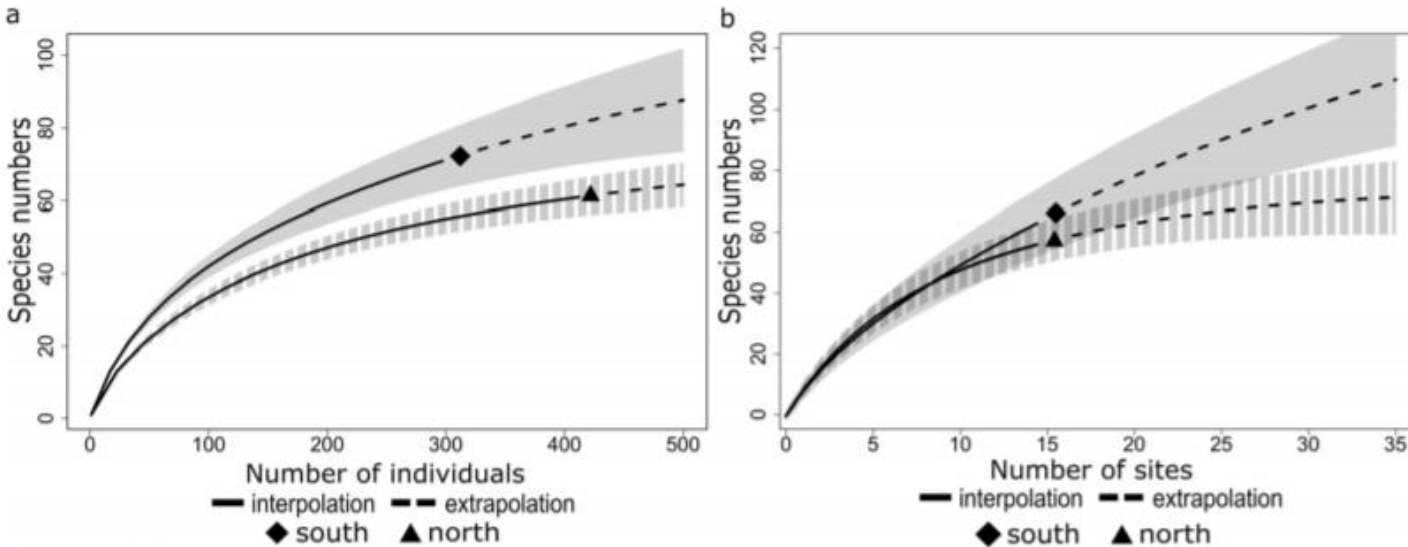 a
Species numbers
0
20
40
60
80
100
0 100 200 300 400 500
Number of individuals
interpolation extrapolation
south north
b
Species numbers
0
20
40
60
80
100
120
0 5 10 15 20 25 30 35
Number of sites
interpolation extrapolation
south north